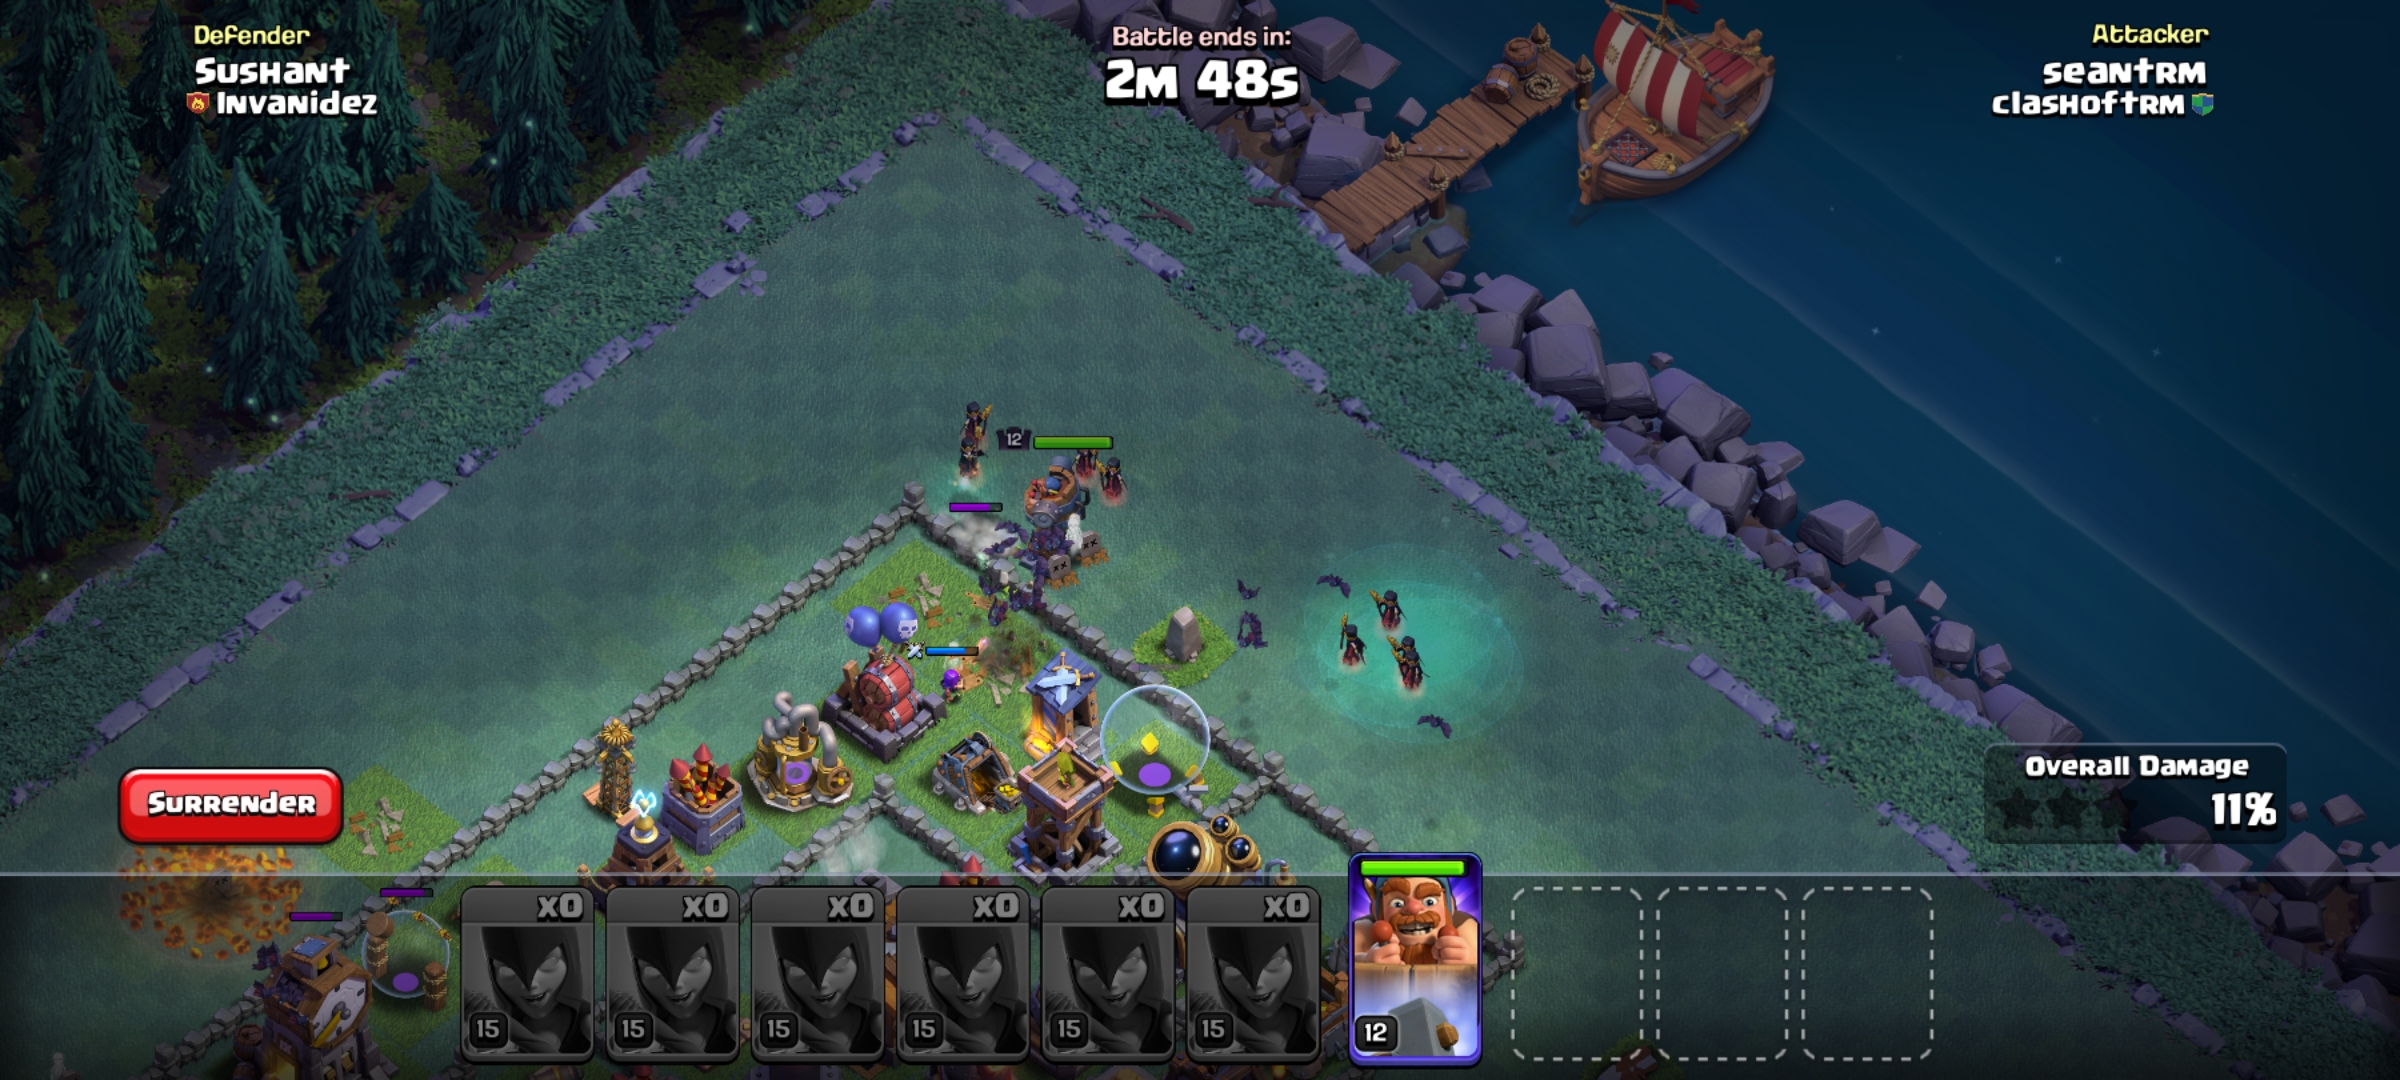 Defender
Sushant
Invanidez
Battle ends in:
2M 48s
Attacker
seantRM
clashoftRM
12
Surrender
Overall Damage
11%
x0
x0
x0
x0
x0
x0
15
15
15
15
15
15
12